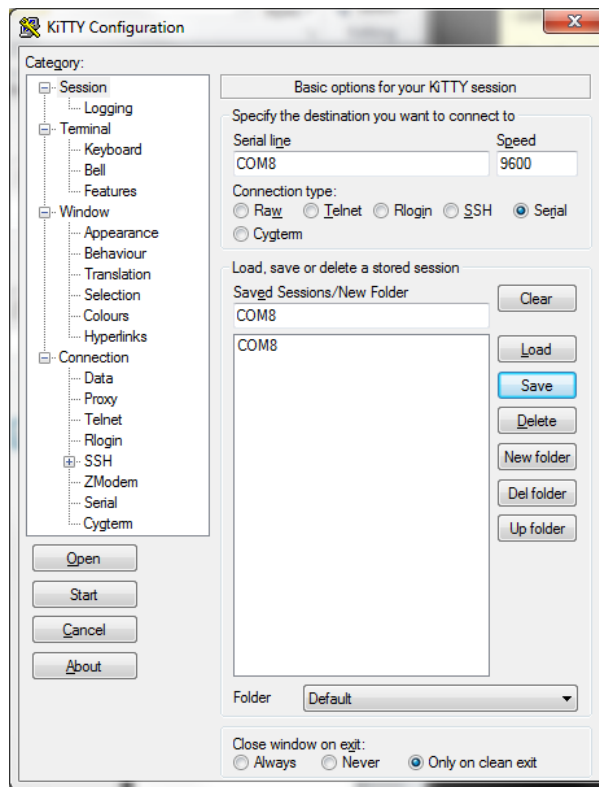 KiTTY Configuration
Category:
Session
Logging
Terminal
Keyboard
Bell
Features
Window
Appearance
Behaviour
Translation
Selection
Colours
Hyperlinks
Connection
Data
Proxy
Telnet
Rlogin
SSH
ZModem
Serial
Cygterm
Open
Start
Cancel
About
Basic options for your KiTTY session
Specify the destination you want to connect to
Serial line Speed
COM8 9600
Connection type:
Raw Telnet Rlogin SSH Serial
Cygterm
Load, save or delete a stored session
Saved Sessions/New Folder
COM8
COM8
Clear
Load
Save
Delete
New folder
Del folder
Up folder
Folder Default
Close window on exit:
Always Never Only on clean exit